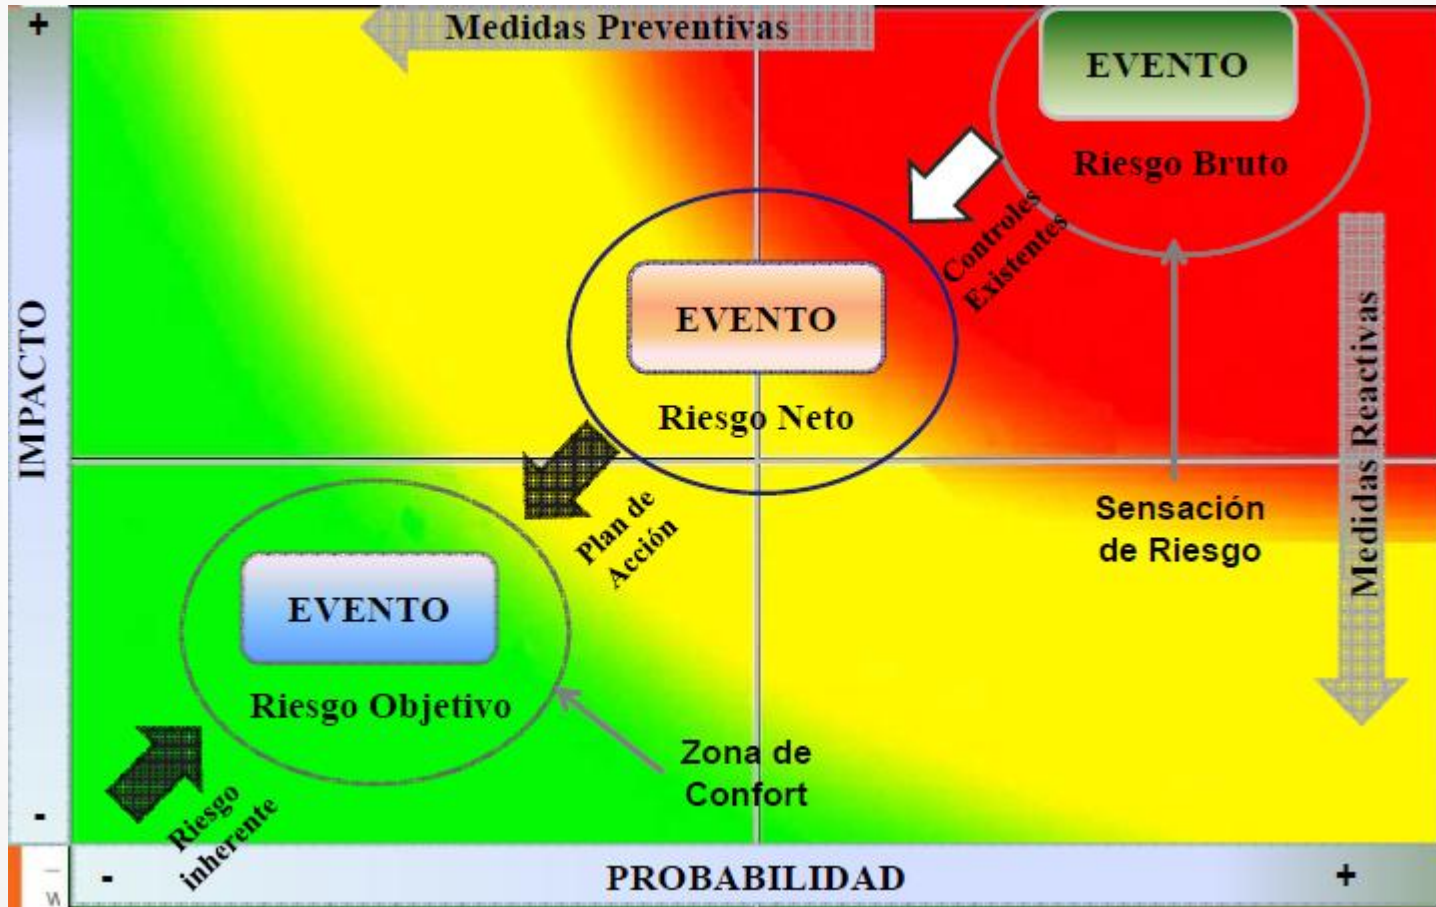 +
Medidas Preventivas
EVENTO
Riesgo Bruto
Controles
Existentes
EVENTO
Riesgo Neto
IMPACTO
Medidas Reactivas
Sensación
de Riesgo
Plan de
Acción
EVENTO
Riesgo Objetivo
Zona de
Confort
Riesgo
inherente
-
-
PROBABILIDAD
+
W